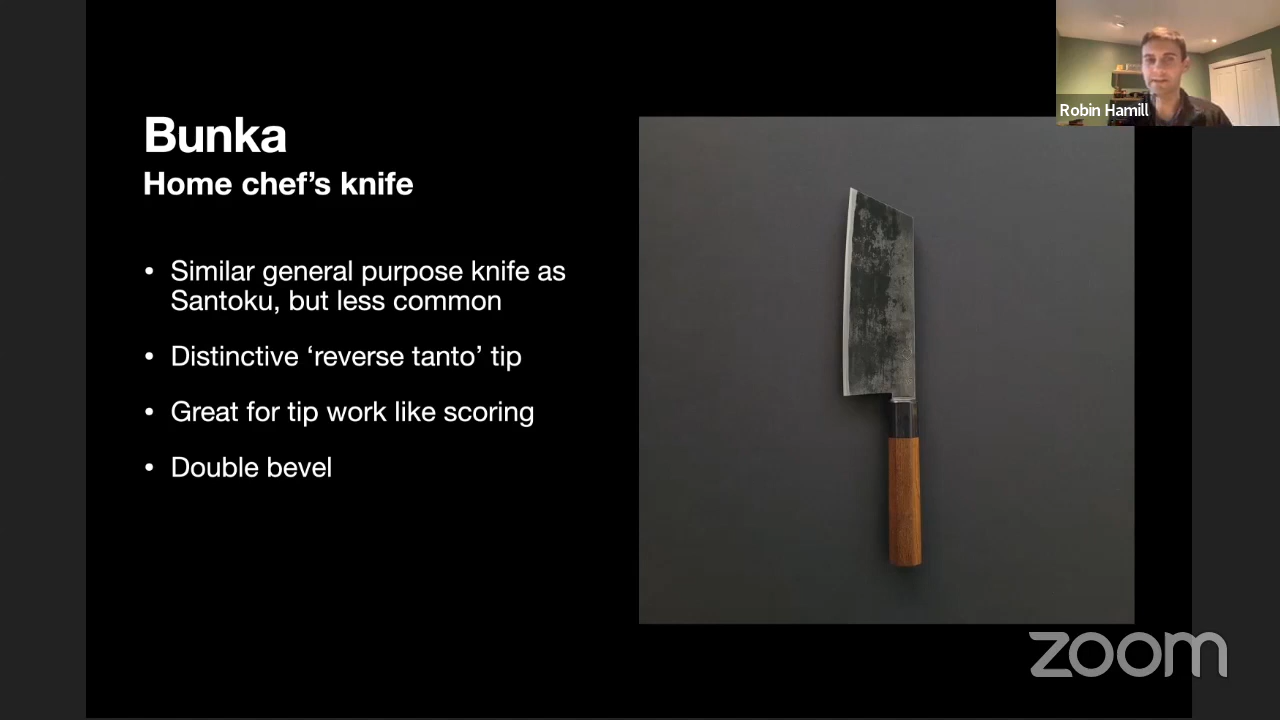 Robin Hamill
Bunka
Home chef’s knife
• Similar general purpose knife as
Santoku, but less common
• Distinctive ‘reverse tanto’ tip
• Great for tip work like scoring
• Double bevel
zoom